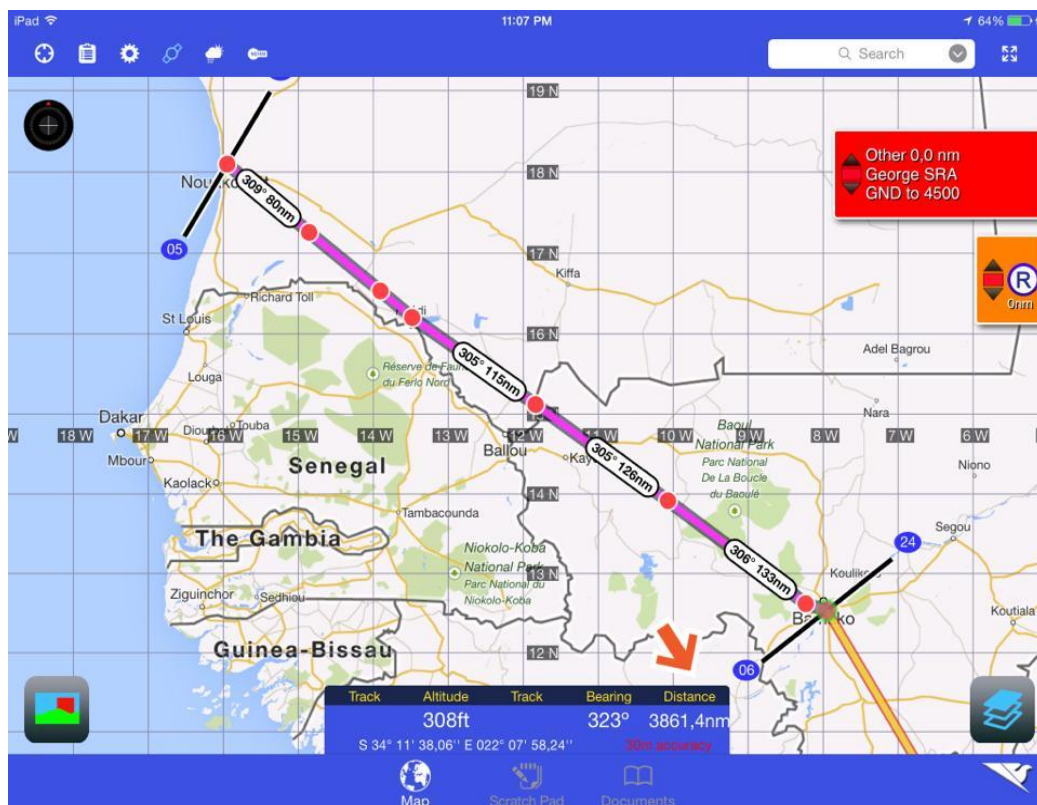 iPad
11:07 PM
64%
Search
19 N
18 N
17 N
16 N
14 N
13 N
12 N
18 W
17 W
16 W
15 W
14 W
13 W
12 W
11 W
10 W
9 W
8 W
7 W
6 W
Other 0,0 nm
George SRA
GND to 4500
R
0nm
309° 80nm
305° 115nm
305° 126nm
306° 133nm
05
24
06
Kiffa
Richard Toll
St Louis
Louga
Adel Bagrou
Nara
Dakar
Touba
Mbour
Kaolack
Ballou
Réserve de Faune
du Ferlo Nord
Baoul
National Park
Parc National
De La Boucle
du Baoulé
Niono
Senegal
Tambacounda
The Gambia
Niokolo-Koba
National Park
Parc National du
Niokolo-Koba
Segou
Ziguinchor
Sedhiou
Koutiala
Guinea-Bissau
Track Altitude Track Bearing Distance
308ft 323° 3861,4nm
S 34° 11' 38,06'' E 022° 07' 58,24'' 30m accuracy
Map Scratch Pad Documents